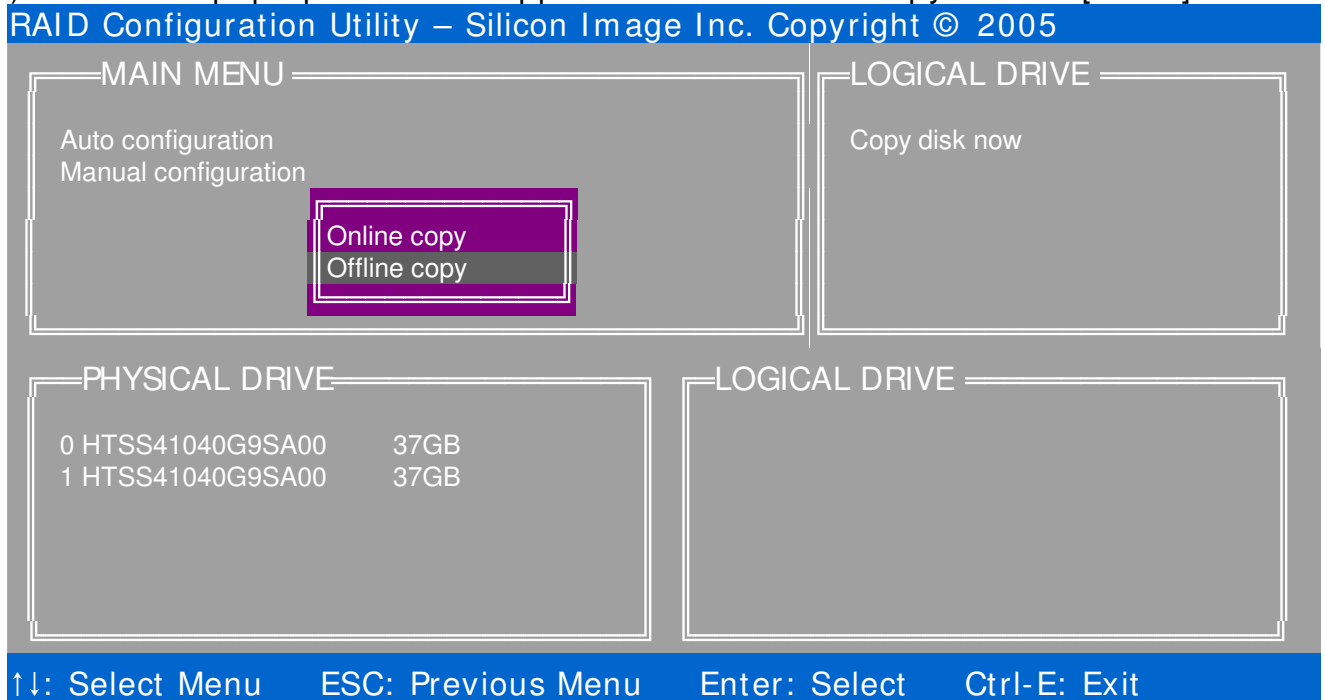 RAID Configuration Utility – Silicon Image Inc. Copyright © 2005
MAIN MENU
Auto configuration
Manual configuration
Online copy
Offline copy
LOGICAL DRIVE
Copy disk now
PHYSICAL DRIVE
0 HTSS41040G9SA00 37GB
1 HTSS41040G9SA00 37GB
LOGICAL DRIVE
↑↓: Select Menu ESC: Previous Menu Enter: Select Ctrl-E: Exit